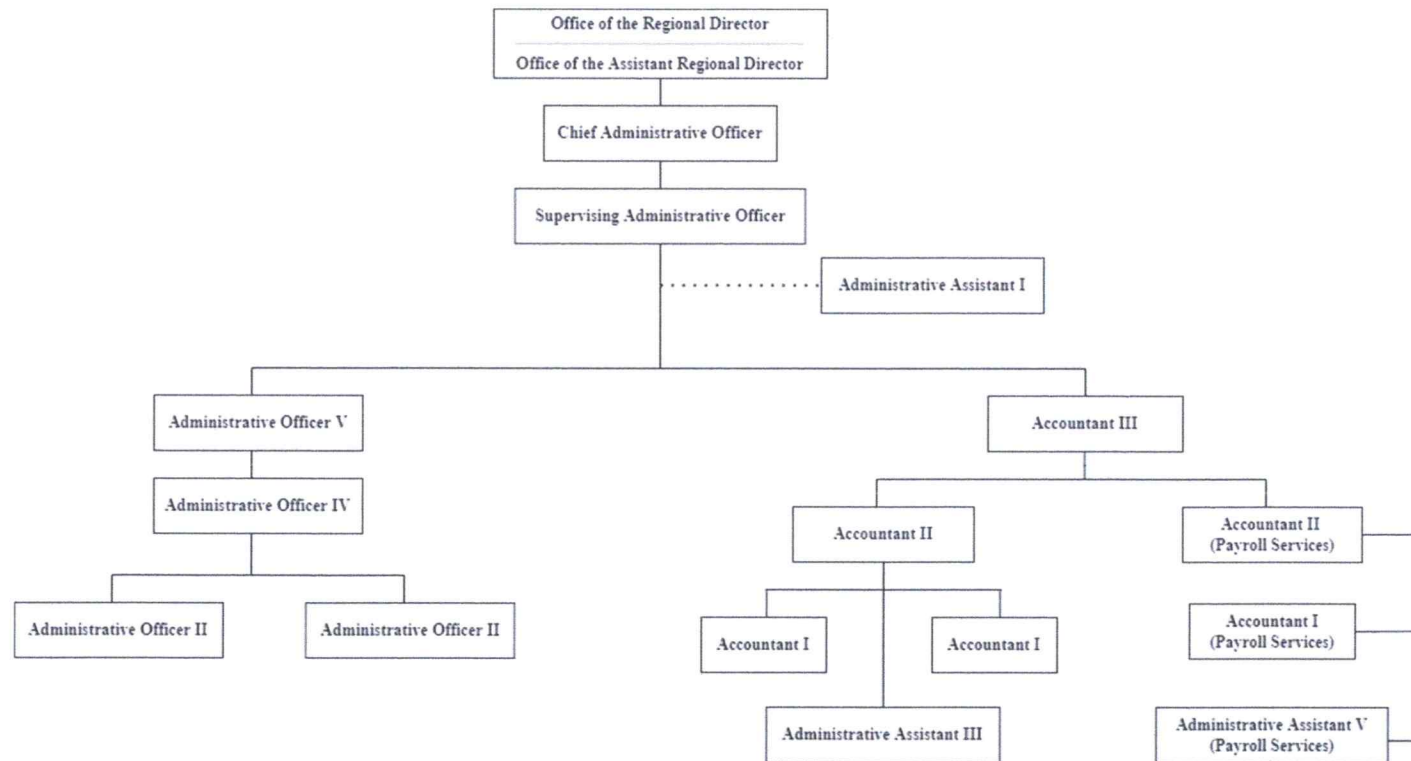 Office of the Regional Director
Office of the Assistant Regional Director
Chief Administrative Officer
Supervising Administrative Officer
Administrative Assistant I
Administrative Officer V
Accountant III
Administrative Officer IV
Accountant II
Accountant II
(Payroll Services)
Administrative Officer II
Administrative Officer II
Accountant I
Accountant I
Accountant I
(Payroll Services)
Administrative Assistant III
Administrative Assistant V
(Payroll Services)